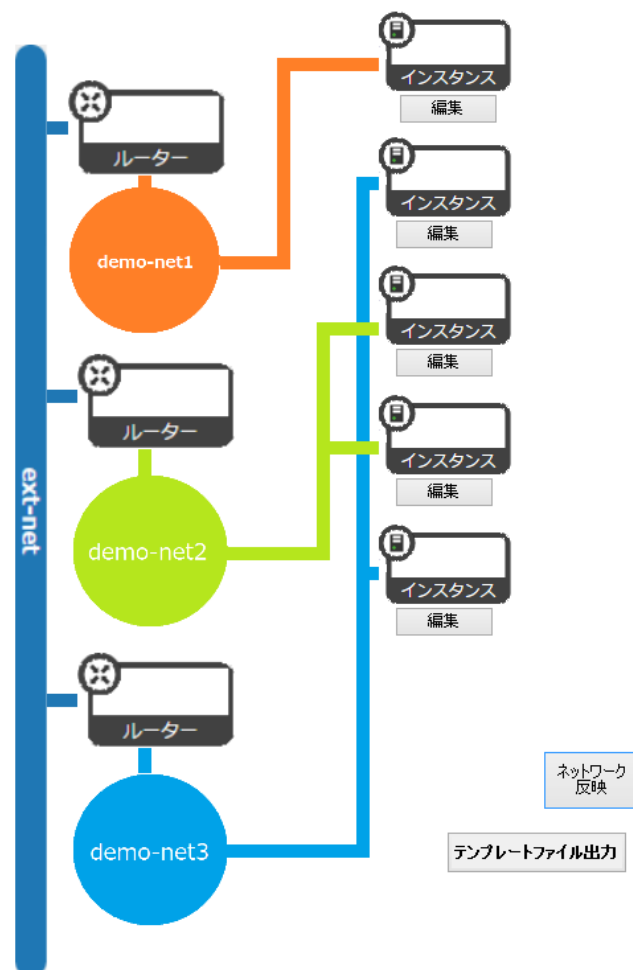 ext-net
ルーター
demo-net1
ルーター
demo-net2
ルーター
demo-net3
インスタンス
編集
インスタンス
編集
インスタンス
編集
インスタンス
編集
インスタンス
編集
ネットワーク
反映
テンプレートファイル出力